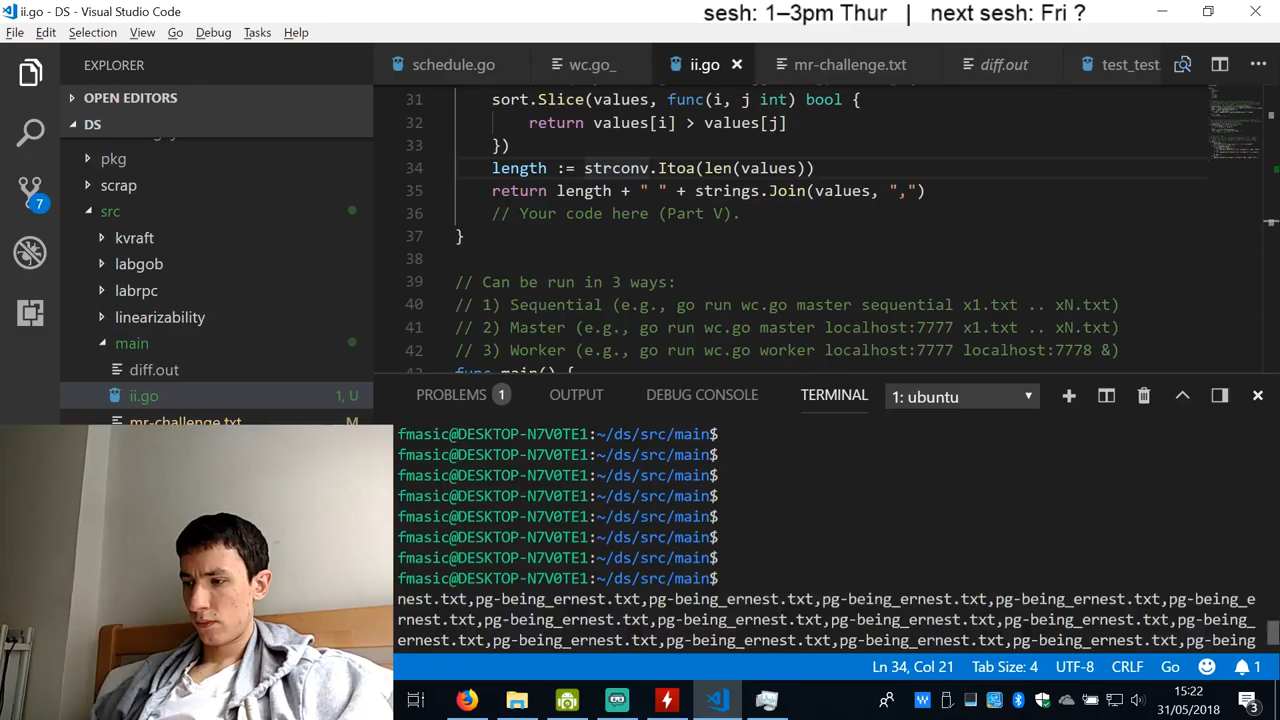 ii.go - DS - Visual Studio Code
sesh: 1–3pm Thur | next sesh: Fri ?
File Edit Selection View Go Debug Tasks Help
EXPLORER
OPEN EDITORS
DS
pkg
scrap
src
kvraft
labgob
labrpc
linearizability
main
diff.out
ii.go 1, U
mr-challenge.txt M
7
schedule.go wc.go_ ii.go mr-challenge.txt diff.out test_test
31 sort.Slice(values, func(i, j int) bool {
32 return values[i] > values[j]
33 })
34 length := strconv.Itoa(len(values))
35 return length + " " + strings.Join(values, ",")
36 // Your code here (Part V).
37 }
38
39 // Can be run in 3 ways:
40 // 1) Sequential (e.g., go run wc.go master sequential x1.txt .. xN.txt)
41 // 2) Master (e.g., go run wc.go master localhost:7777 x1.txt .. xN.txt)
42 // 3) Worker (e.g., go run wc.go worker localhost:7777 localhost:7778 &)
func main() {
PROBLEMS 1 OUTPUT DEBUG CONSOLE TERMINAL 1: ubuntu
fmasic@DESKTOP-N7V0TE1:~/ds/src/main$
fmasic@DESKTOP-N7V0TE1:~/ds/src/main$
fmasic@DESKTOP-N7V0TE1:~/ds/src/main$
fmasic@DESKTOP-N7V0TE1:~/ds/src/main$
fmasic@DESKTOP-N7V0TE1:~/ds/src/main$
fmasic@DESKTOP-N7V0TE1:~/ds/src/main$
fmasic@DESKTOP-N7V0TE1:~/ds/src/main$
fmasic@DESKTOP-N7V0TE1:~/ds/src/main$
nest.txt,pg-being_ernest.txt,pg-being_ernest.txt,pg-being_ernest.txt,pg-being_e
rnest.txt,pg-being_ernest.txt,pg-being_ernest.txt,pg-being_ernest.txt,pg-being_
ernest.txt,pg-being_ernest.txt,pg-being_ernest.txt,pg-being_ernest.txt,pg-being
Ln 34, Col 21 Tab Size: 4 UTF-8 CRLF Go 1
15:22
31/05/2018
3